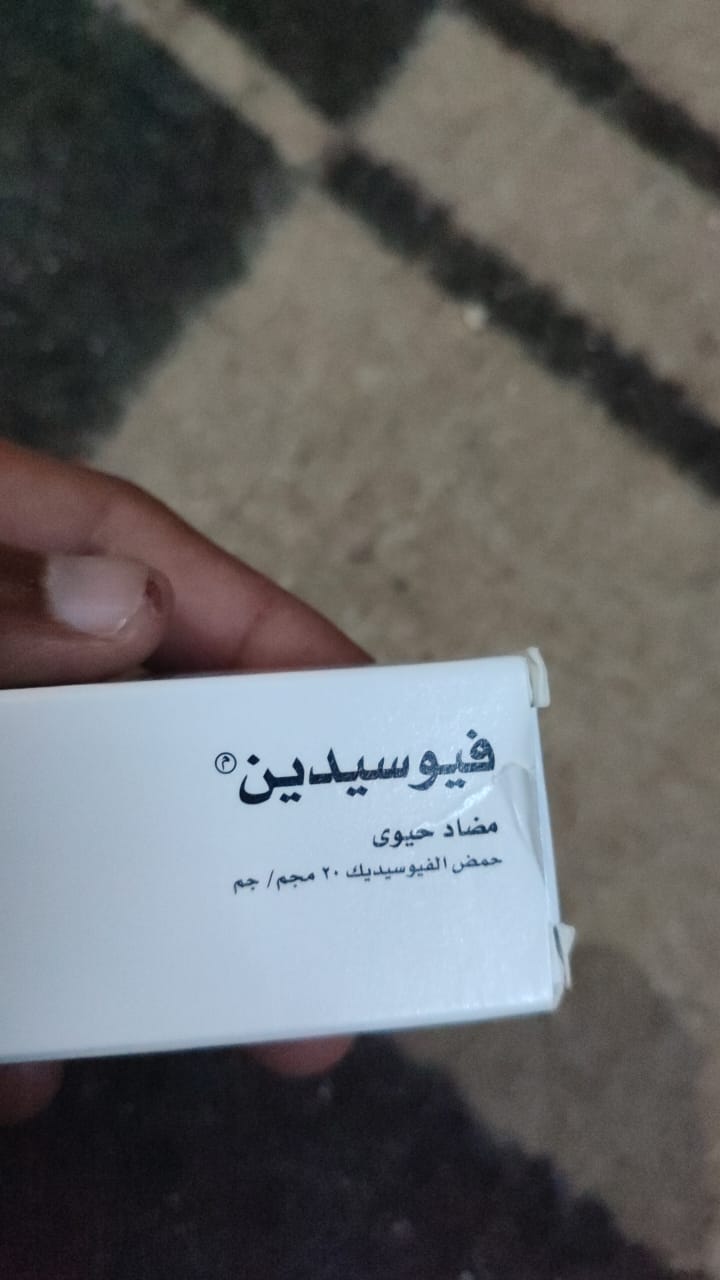 فيوسيدين ®م
مضاد حيوى
حمض الفيوسيديك ٢٠ مجم/ جم